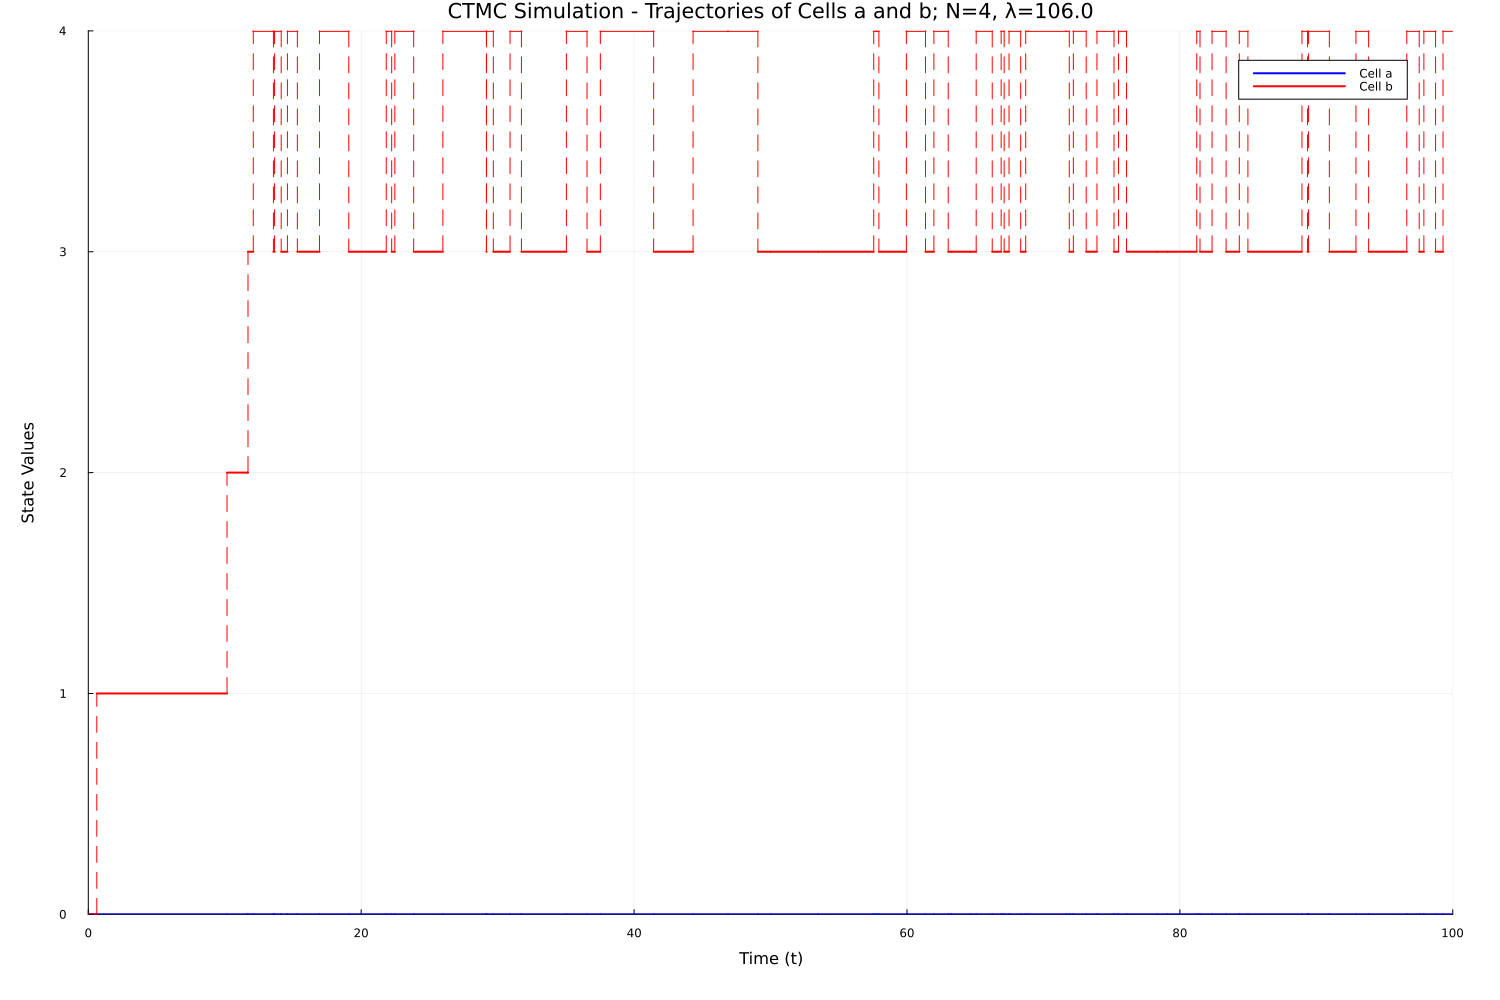 CTMC Simulation - Trajectories of Cells a and b; N=4, λ=106.0
4
Cell a
Cell b
3
State Values
2
1
0
0 20 40 60 80 100
Time (t)